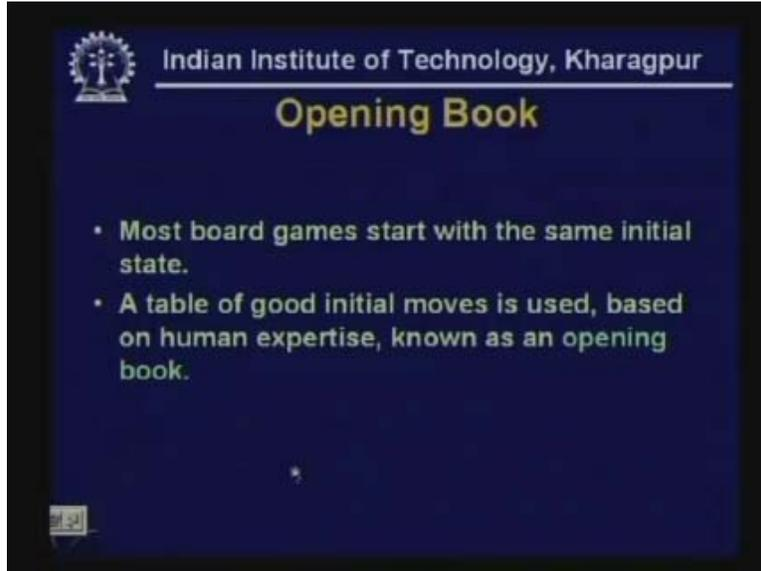 Indian Institute of Technology, Kharagpur
Opening Book
• Most board games start with the same initial
state.
• A table of good initial moves is used, based
on human expertise, known as an opening
book.